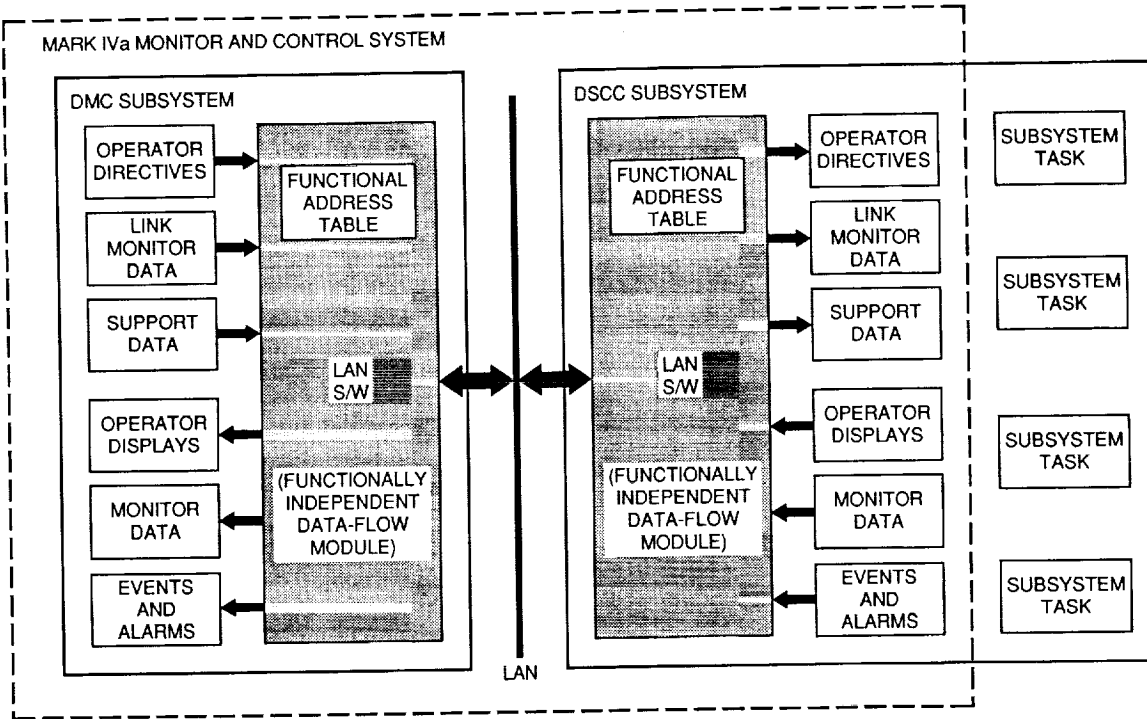 MARK IVa MONITOR AND CONTROL SYSTEM
DMC SUBSYSTEM
OPERATOR
DIRECTIVES
LINK
MONITOR
DATA
SUPPORT
DATA
OPERATOR
DISPLAYS
MONITOR
DATA
EVENTS
AND
ALARMS
FUNCTIONAL
ADDRESS
TABLE
LAN
S/W
(FUNCTIONALLY
INDEPENDENT
DATA-FLOW
MODULE)
LAN
DSCC SUBSYSTEM
FUNCTIONAL
ADDRESS
TABLE
LAN
S/W
(FUNCTIONALLY
INDEPENDENT
DATA-FLOW
MODULE)
OPERATOR
DIRECTIVES
LINK
MONITOR
DATA
SUPPORT
DATA
OPERATOR
DISPLAYS
MONITOR
DATA
EVENTS
AND
ALARMS
SUBSYSTEM
TASK
SUBSYSTEM
TASK
SUBSYSTEM
TASK
SUBSYSTEM
TASK